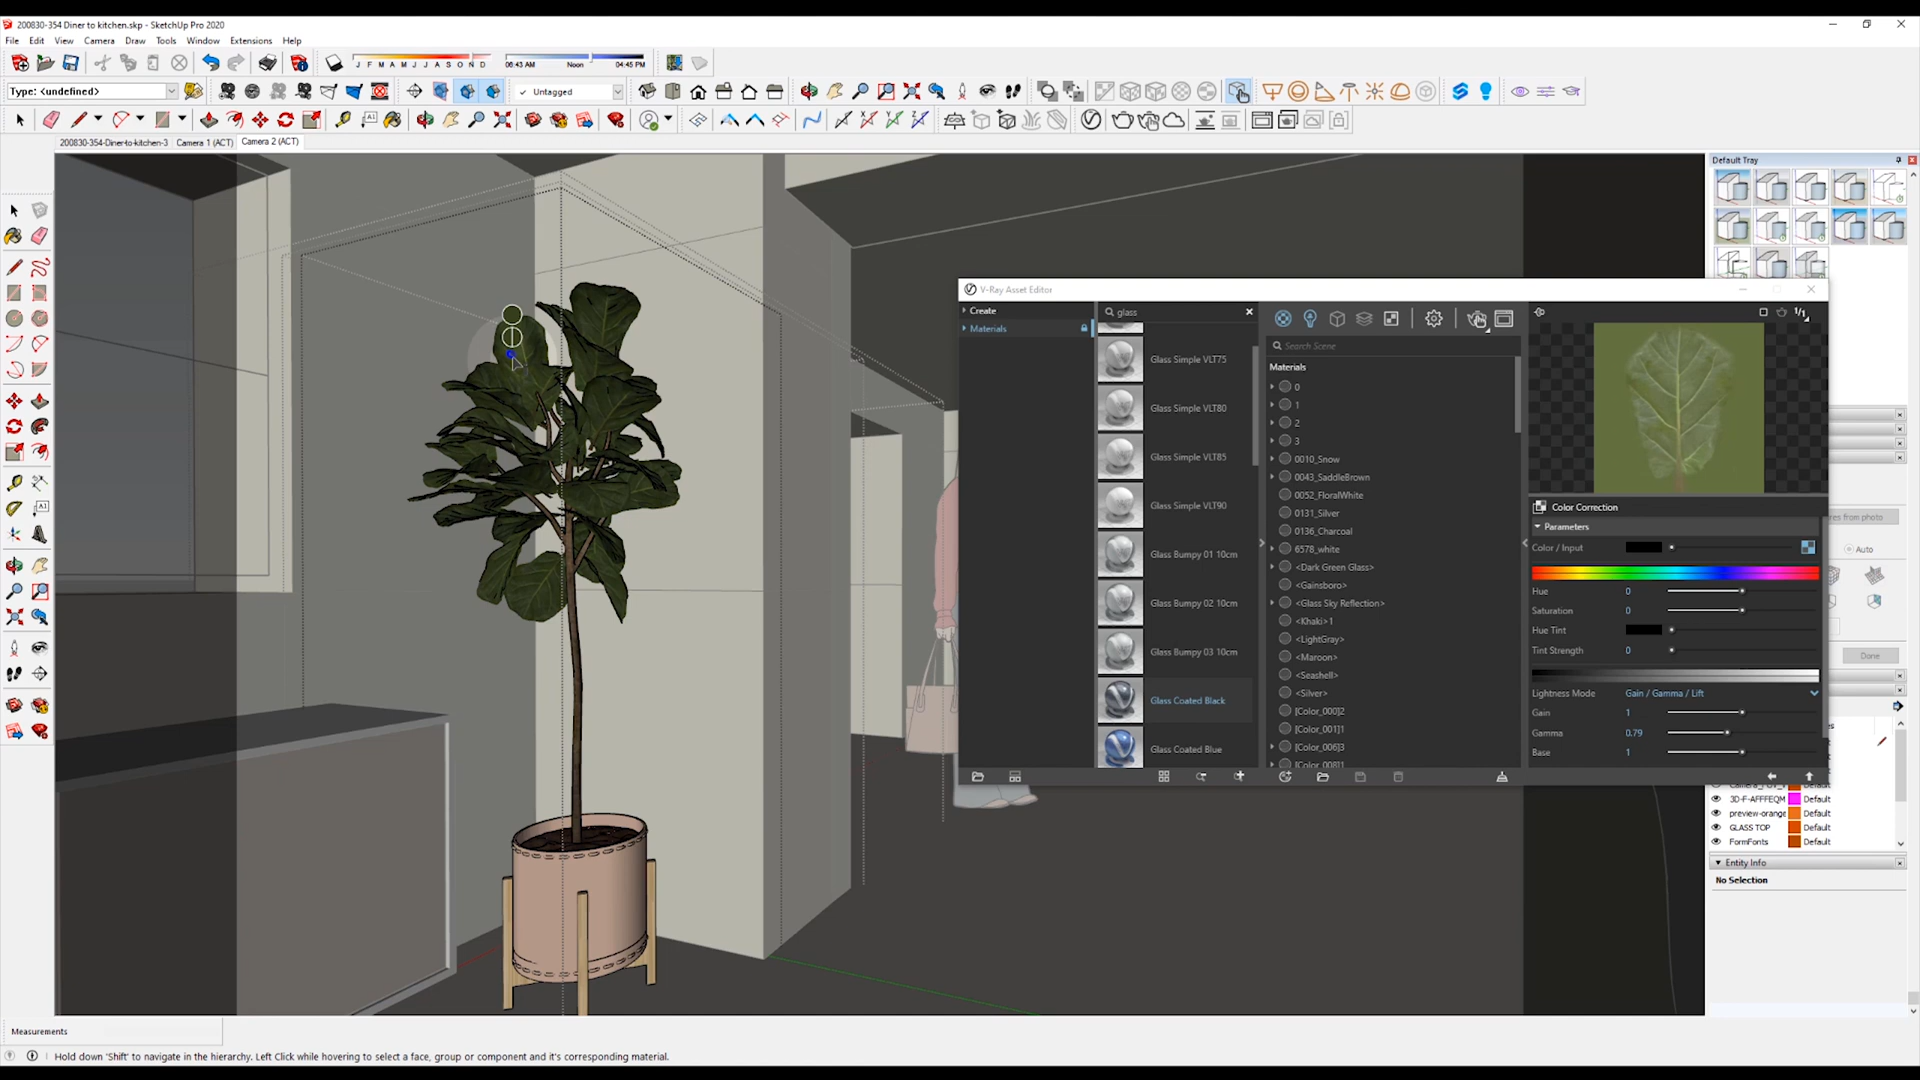 200830-354 Diner to kitchen.skp - SketchUp Pro 2020
File Edit View Camera Draw Tools Window Extensions Help
J F M A M J J A S O N D
06:43 AM Noon 04:45 PM
Type: <undefined>
Untagged
200830-354-Diner-to-kitchen-3 Camera 1 (ACT) Camera 2 (ACT)
Default Tray
V-Ray Asset Editor
Create
Materials
glass
Glass Simple VLT75
Glass Simple VLT80
Glass Simple VLT85
Glass Simple VLT90
Glass Bumpy 01 10cm
Glass Bumpy 02 10cm
Glass Bumpy 03 10cm
Glass Coated Black
Glass Coated Blue
Search Scene
Materials
0
1
2
3
0010_Snow
0043_SaddleBrown
0052_FloralWhite
0131_Silver
0136_Charcoal
6578_white
<Dark Green Glass>
<Gainsboro>
<Glass Sky Reflection>
<Khaki>1
<LightGray>
<Maroon>
<Seashell>
<Silver>
[Color_000]2
[Color_001]1
[Color_006]3
[Color_008]1
1/1
Color Correction
Parameters
Color / Input
Hue 0
Saturation 0
Hue Tint
Tint Strength 0
Lightness Mode Gain / Gamma / Lift
Gain 1
Gamma 0.79
Base 1
res from photo
Auto
Done
3D-F-AFFFEQM Default
preview-orange Default
GLASS TOP Default
FormFonts Default
Entity Info
No Selection
Measurements
Hold down 'Shift' to navigate in the hierarchy. Left Click while hovering to select a face, group or component and it's corresponding material.